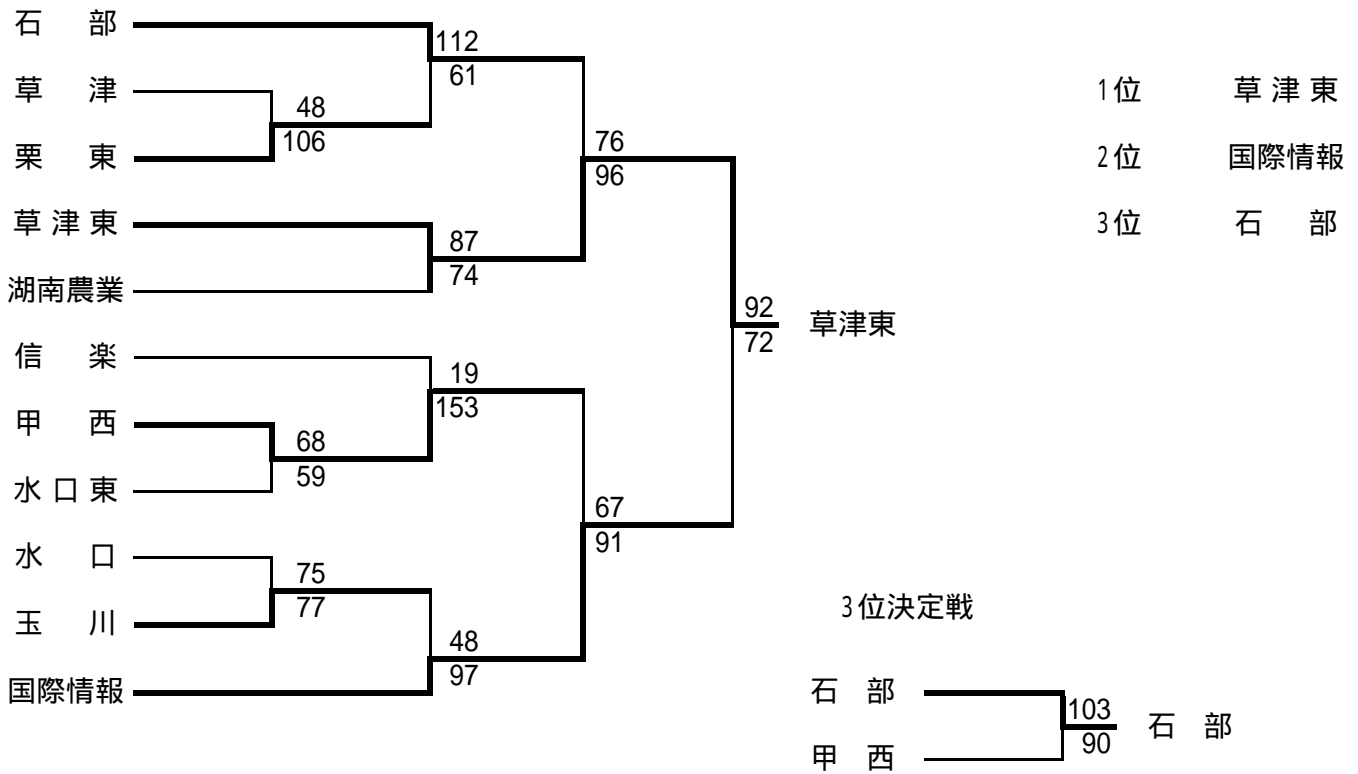 石 部
112
61
草 津
48
106
栗 東
76
96
草 津 東
87
74
湖南農業
92
72
草津東
信 楽
19
153
甲 西
68
59
水 口 東
67
91
水 口
75
77
玉 川
48
97
国際情報
1位 草 津 東
2位 国際情報
3位 石 部
3位決定戦
石 部
103
90
石 部
甲 西